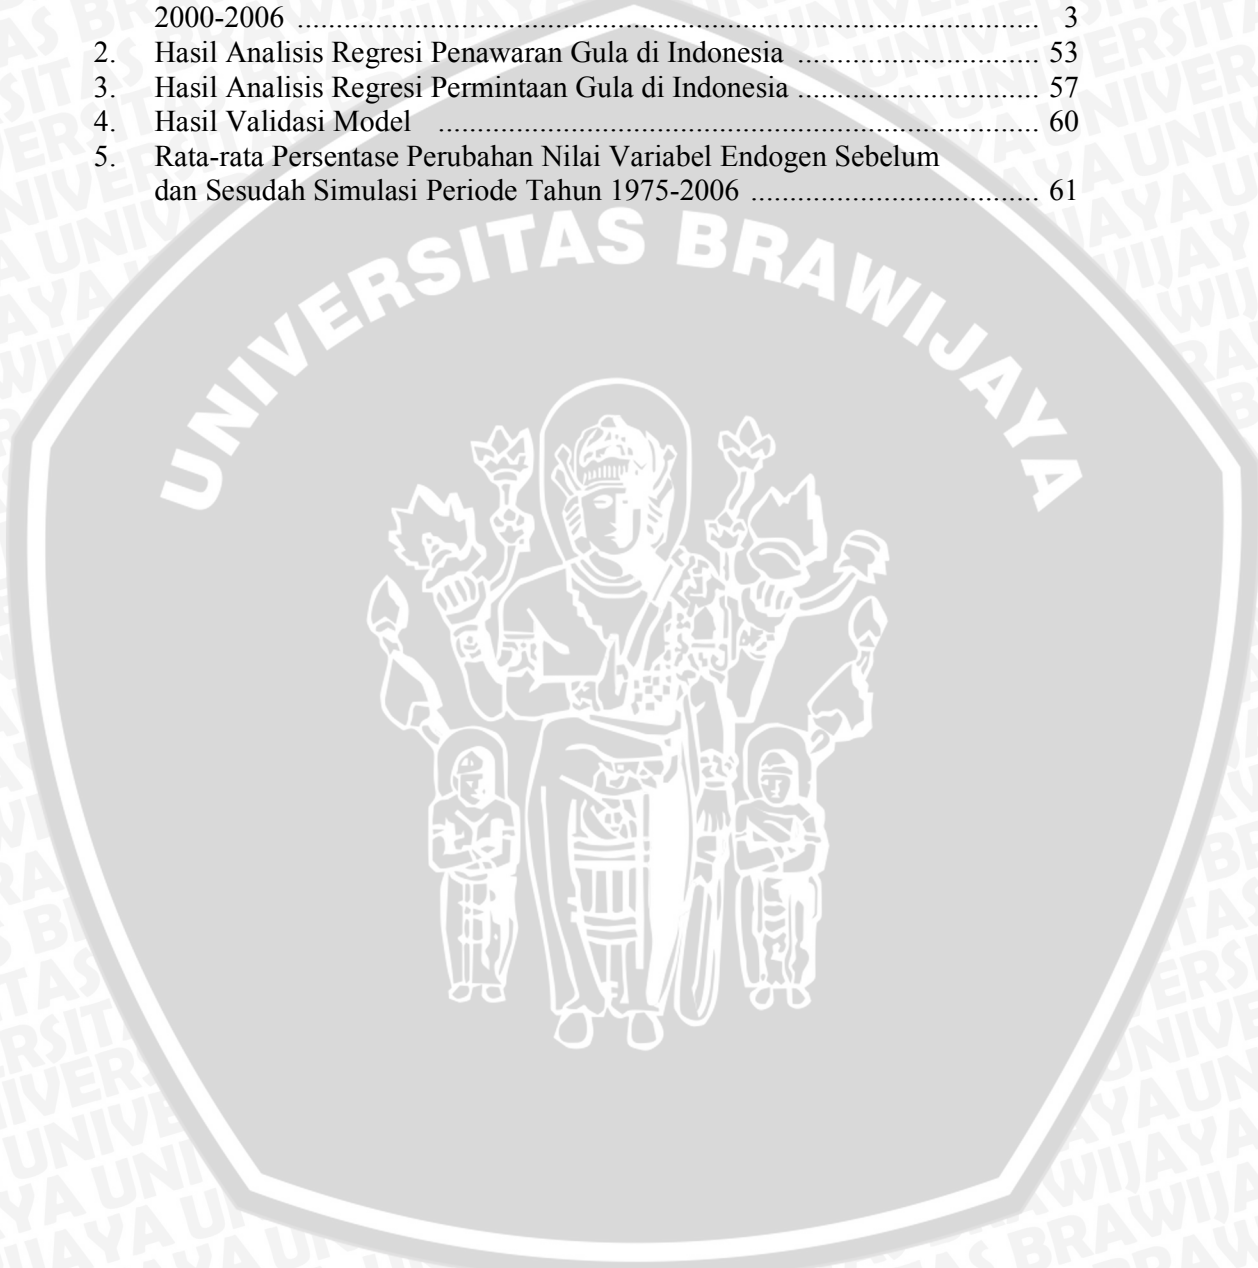 2000-2006 ................................................................................................ 3
2. Hasil Analisis Regresi Penawaran Gula di Indonesia ............................... 53
3. Hasil Analisis Regresi Permintaan Gula di Indonesia ............................... 57
4. Hasil Validasi Model .............................................................................. 60
5. Rata-rata Persentase Perubahan Nilai Variabel Endogen Sebelum
dan Sesudah Simulasi Periode Tahun 1975-2006 ..................................... 61
UNIVERSITAS BRAWIJAYA